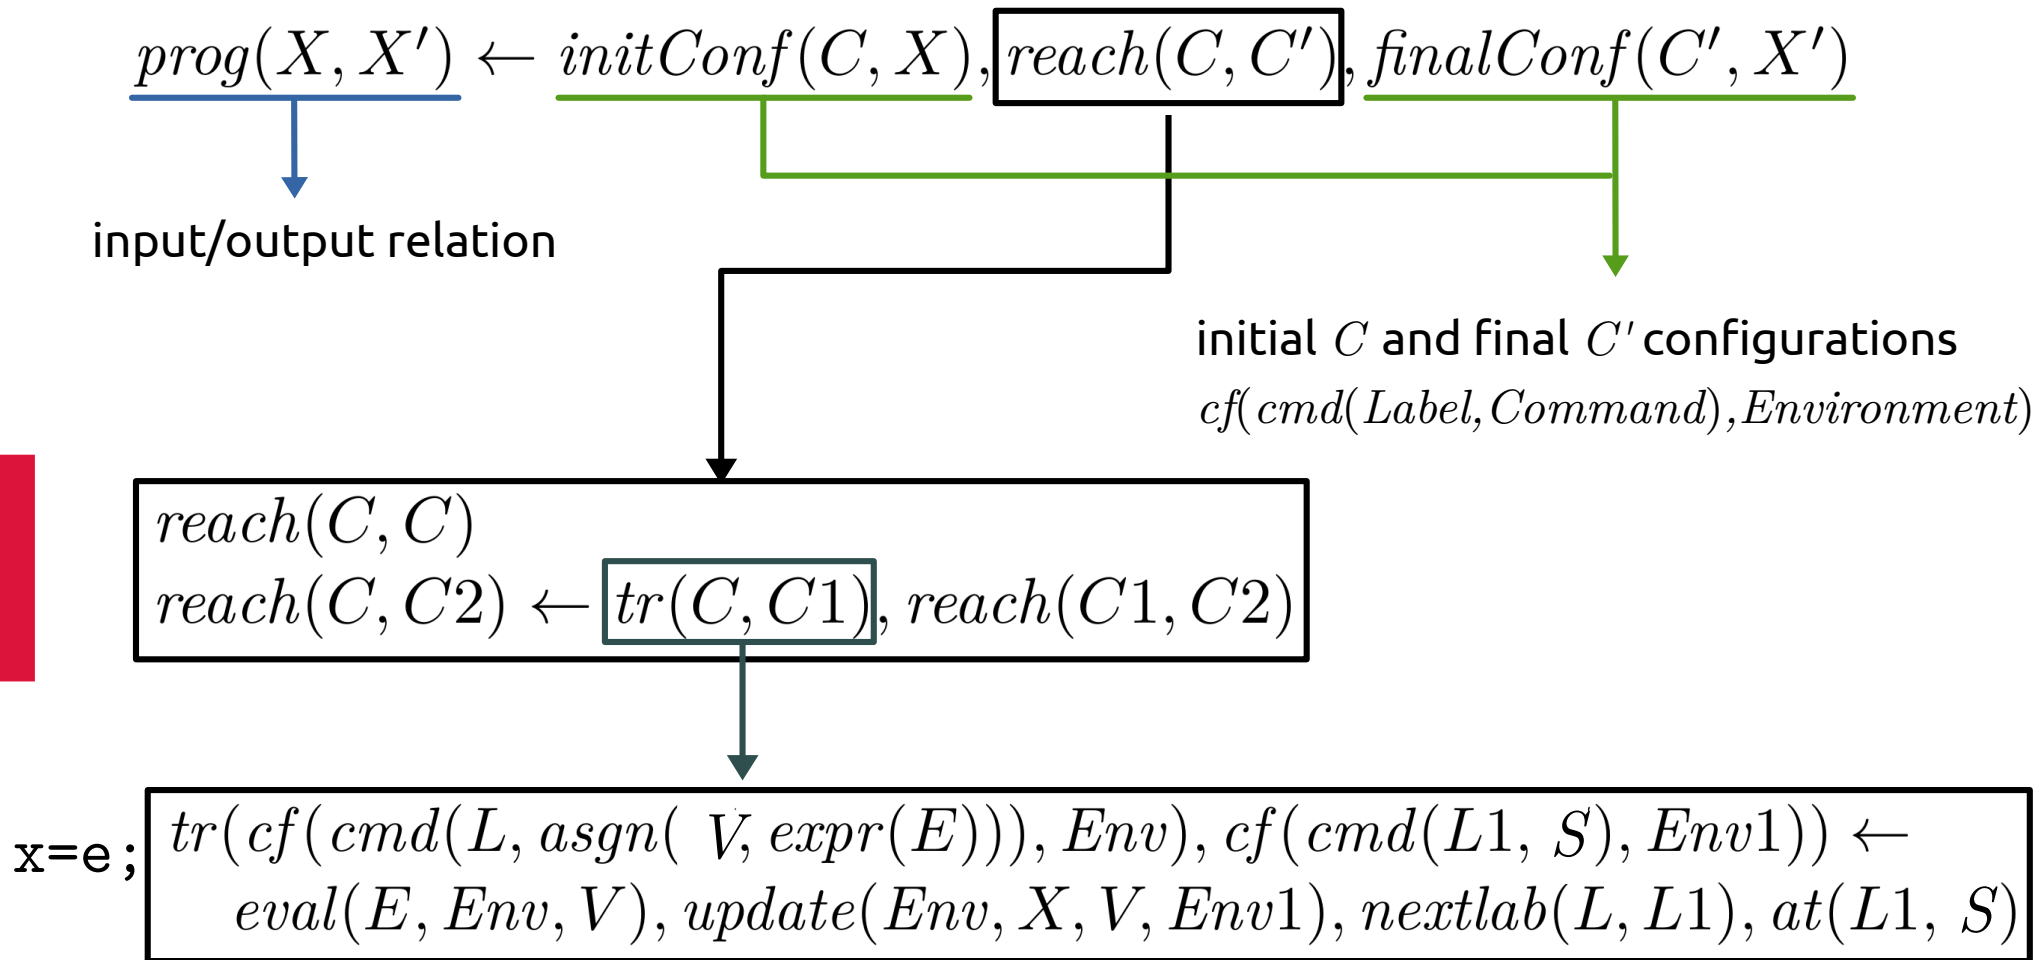 prog(X, X′) ← initConf(C, X), reach(C, C′), finalConf(C′, X′)
input/output relation
initial C and final C' configurations
cf(cmd(Label,Command),Environment)
reach(C, C)
reach(C, C2) ← tr(C, C1), reach(C1, C2)
x=e;
tr(cf(cmd(L, asgn( V, expr(E))), Env), cf(cmd(L1, S), Env1)) ←
eval(E, Env, V), update(Env, X, V, Env1), nextlab(L, L1), at(L1, S)